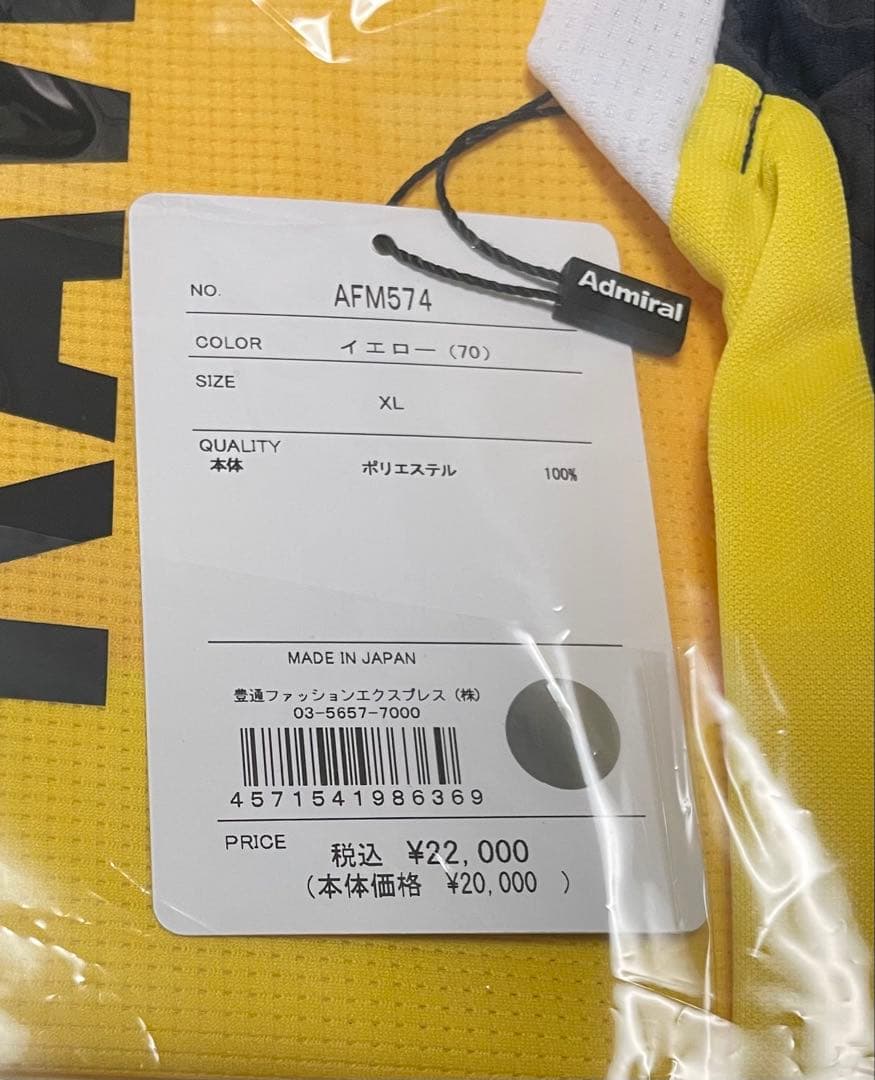 Admiral
NO. AFM574
COLOR イエロー（70）
SIZE
XL
QUALITY
本体 ポリエステル 100%
MADE IN JAPAN
豊通ファッションエクスプレス（株）
03-5657-7000
4571541986369
PRICE 税込 ¥22,000
（本体価格 ¥20,000 ）